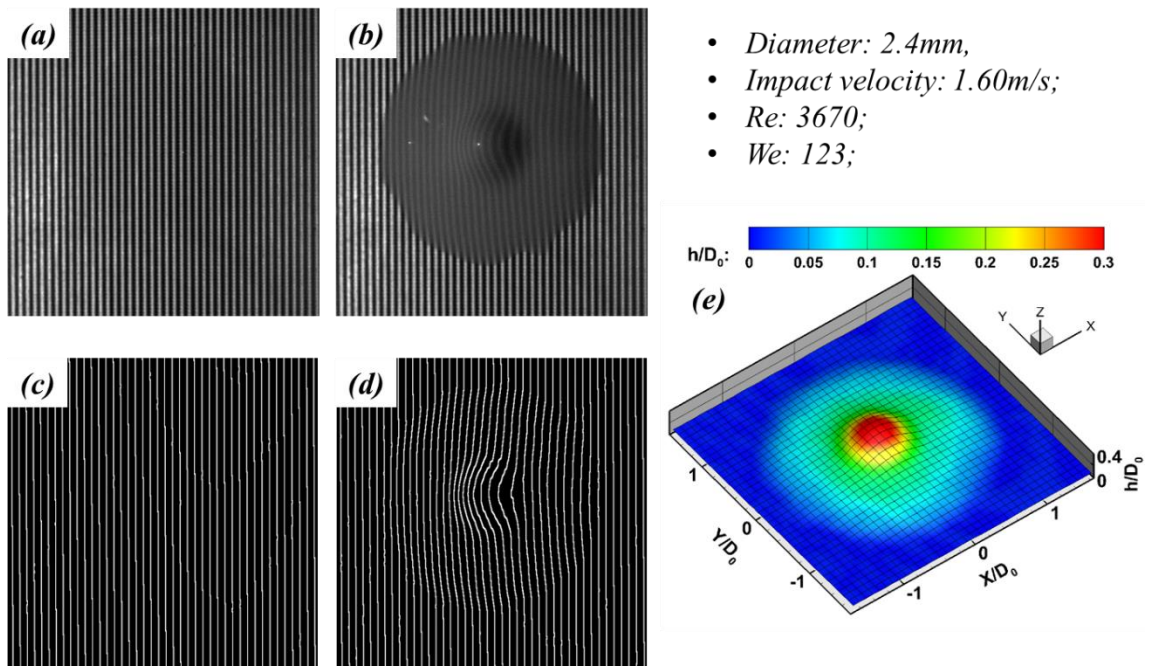 (a)
(b)
• Diameter: 2.4mm,
• Impact velocity: 1.60m/s;
• Re: 3670;
• We: 123;
h/D₀:
0 0.05 0.1 0.15 0.2 0.25 0.3
(e)
Y Z X
0.4
0
h/D₀
1
0
-1
Y/D₀
-1
0
1
X/D₀
(c)
(d)